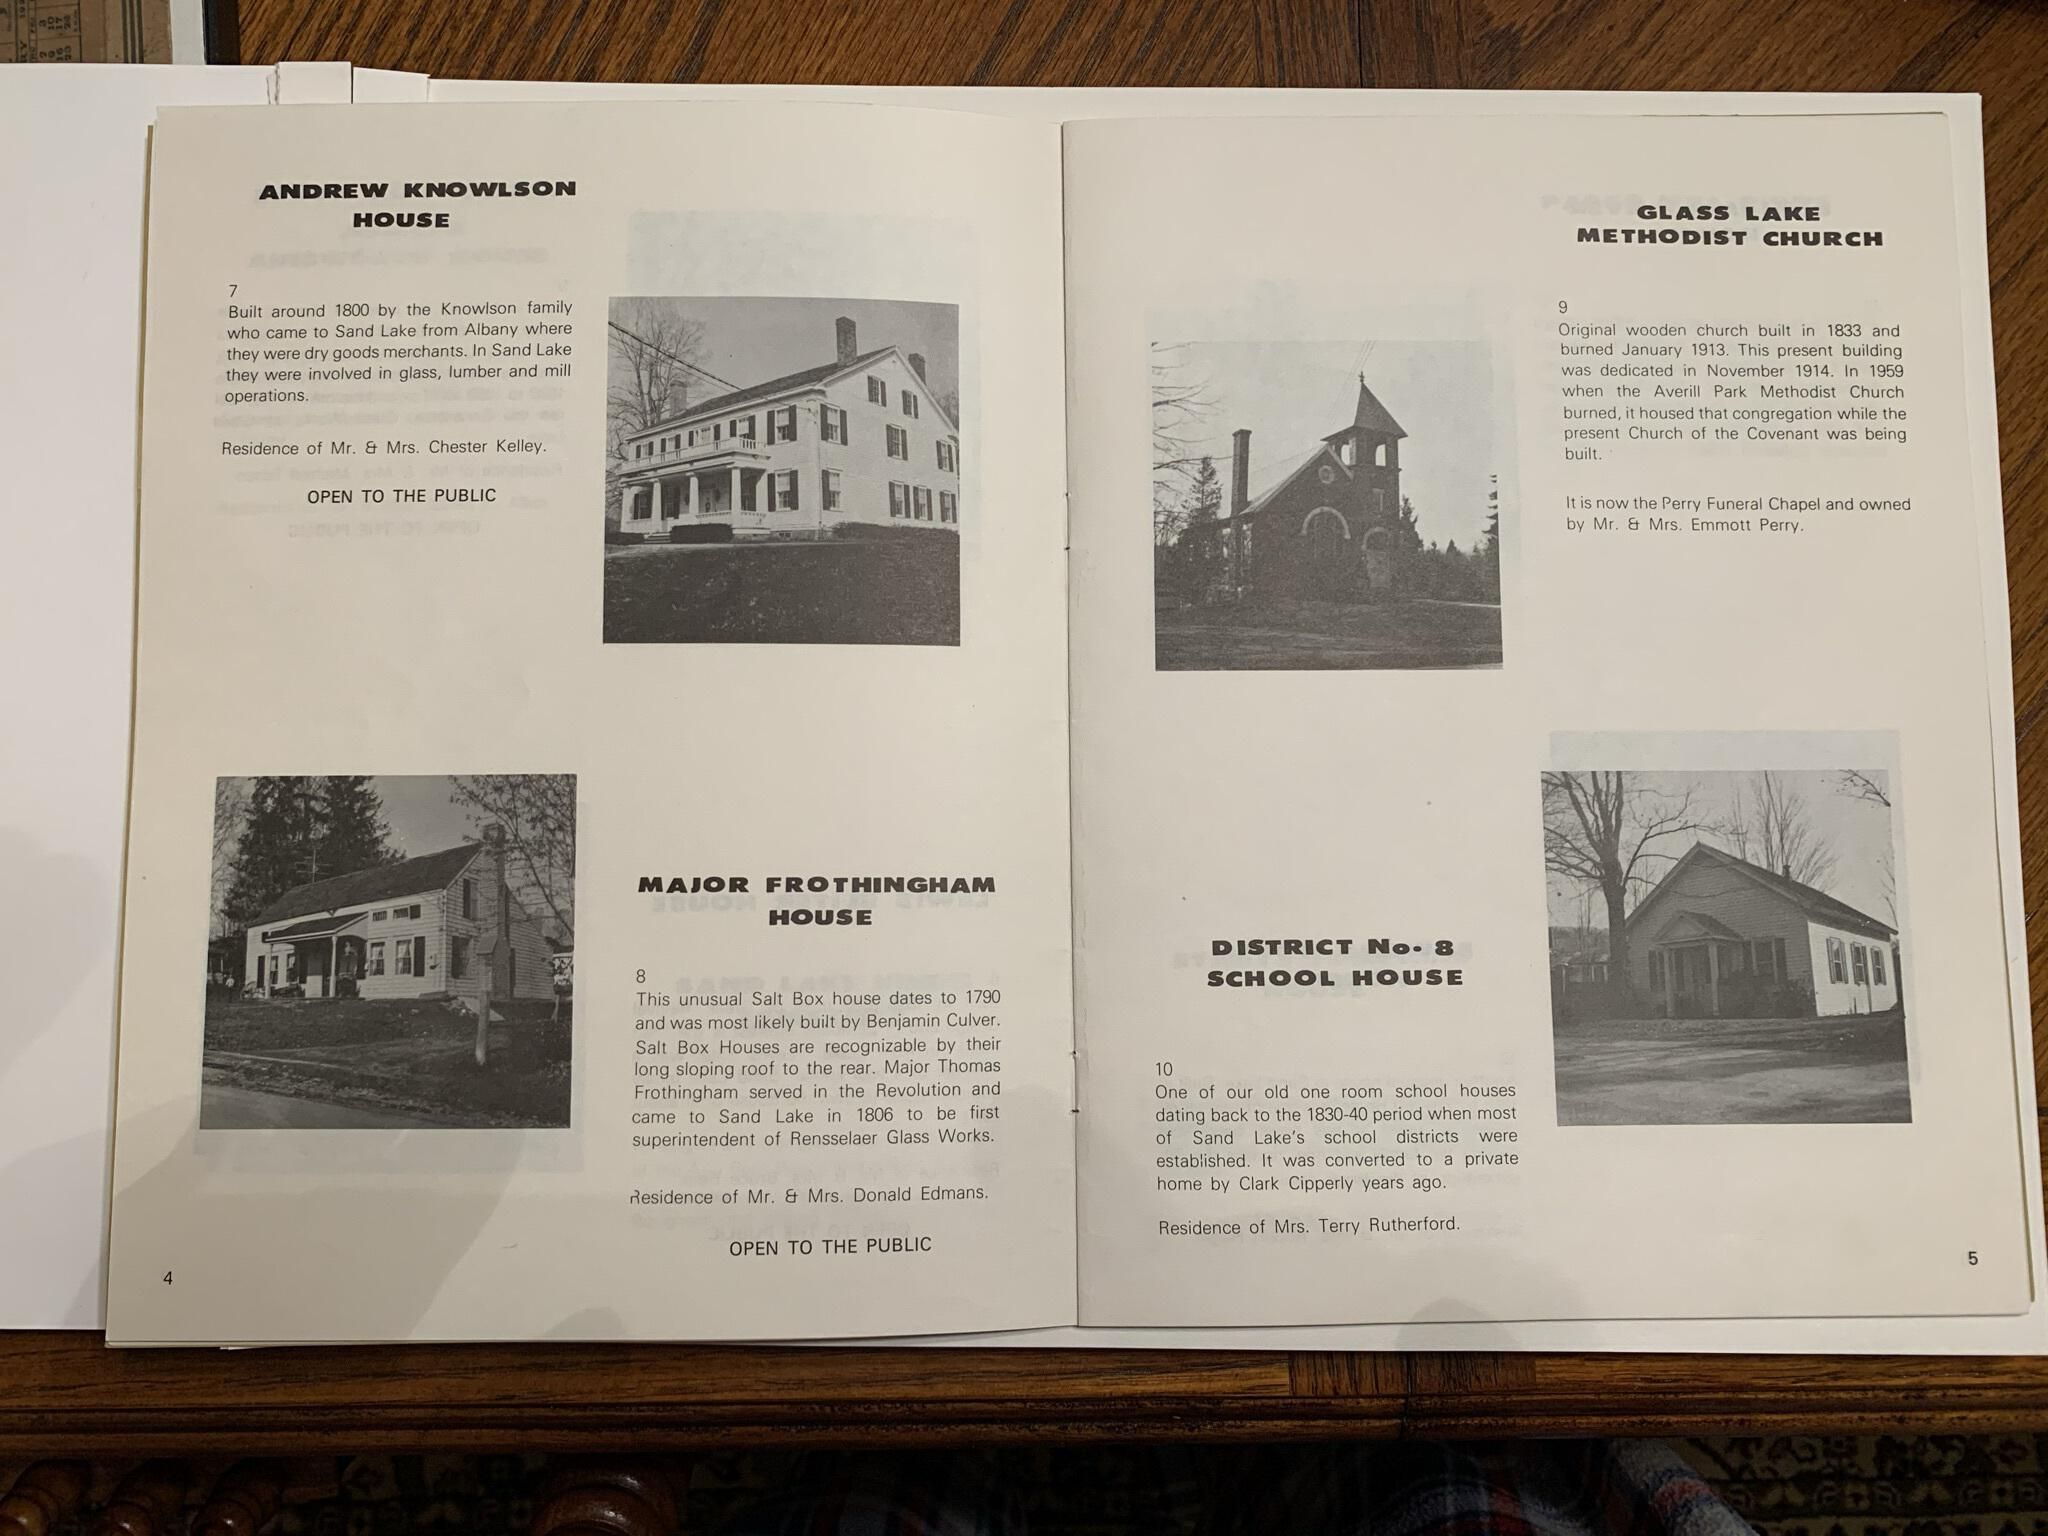 ANDREW KNOWLSON
HOUSE
7
Built around 1800 by the Knowlson family
who came to Sand Lake from Albany where
they were dry goods merchants. In Sand Lake
they were involved in glass, lumber and mill
operations.
Residence of Mr. & Mrs. Chester Kelley.
OPEN TO THE PUBLIC
MAJOR FROTHINGHAM
HOUSE
8
This unusual Salt Box house dates to 1790
and was most likely built by Benjamin Culver.
Salt Box Houses are recognizable by their
long sloping roof to the rear. Major Thomas
Frothingham served in the Revolution and
came to Sand Lake in 1806 to be first
superintendent of Rensselaer Glass Works.
Residence of Mr. & Mrs. Donald Edmans.
OPEN TO THE PUBLIC
4
GLASS LAKE
METHODIST CHURCH
9
Original wooden church built in 1833 and
burned January 1913. This present building
was dedicated in November 1914. In 1959
when the Averill Park Methodist Church
burned, it housed that congregation while the
present Church of the Covenant was being
built.
It is now the Perry Funeral Chapel and owned
by Mr. & Mrs. Emmott Perry.
DISTRICT No. 8
SCHOOL HOUSE
10
One of our old one room school houses
dating back to the 1830-40 period when most
of Sand Lake's school districts were
established. It was converted to a private
home by Clark Cipperly years ago.
Residence of Mrs. Terry Rutherford.
5